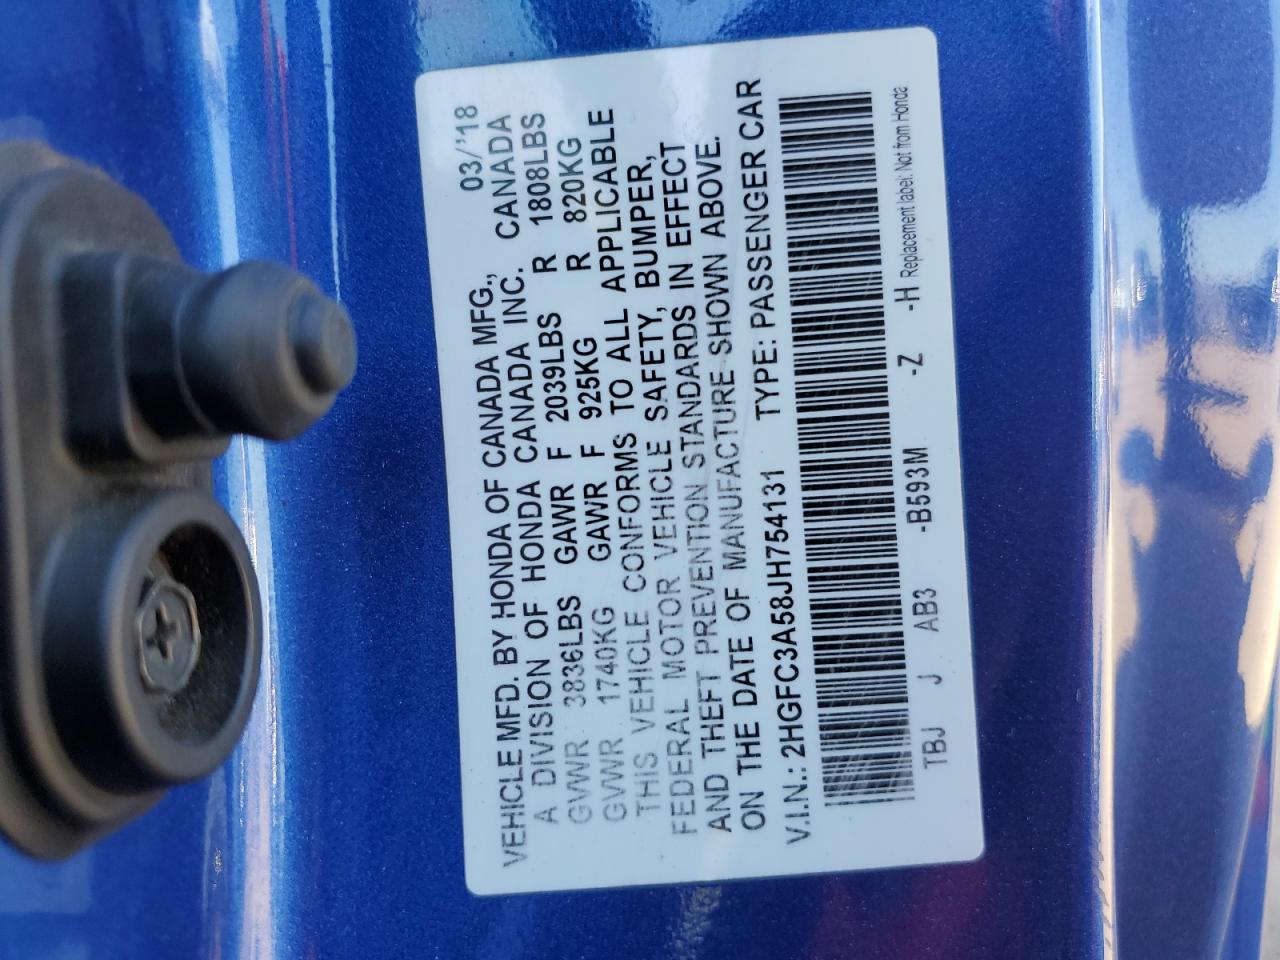 VEHICLE MFD. BY HONDA OF CANADA MFG., 03/'18
A DIVISION OF HONDA CANADA INC. CANADA
GVWR 3836LBS GAWR F 2039LBS R 1808LBS
GVWR 1740KG GAWR F 925KG R 820KG
THIS VEHICLE CONFORMS TO ALL APPLICABLE
FEDERAL MOTOR VEHICLE SAFETY, BUMPER,
AND THEFT PREVENTION STANDARDS IN EFFECT
ON THE DATE OF MANUFACTURE SHOWN ABOVE.
V.I.N.: 2HGFC3A58JH754131 TYPE: PASSENGER CAR
TBJ J AB3 -B593M -Z -H Replacement label: Not from Honda